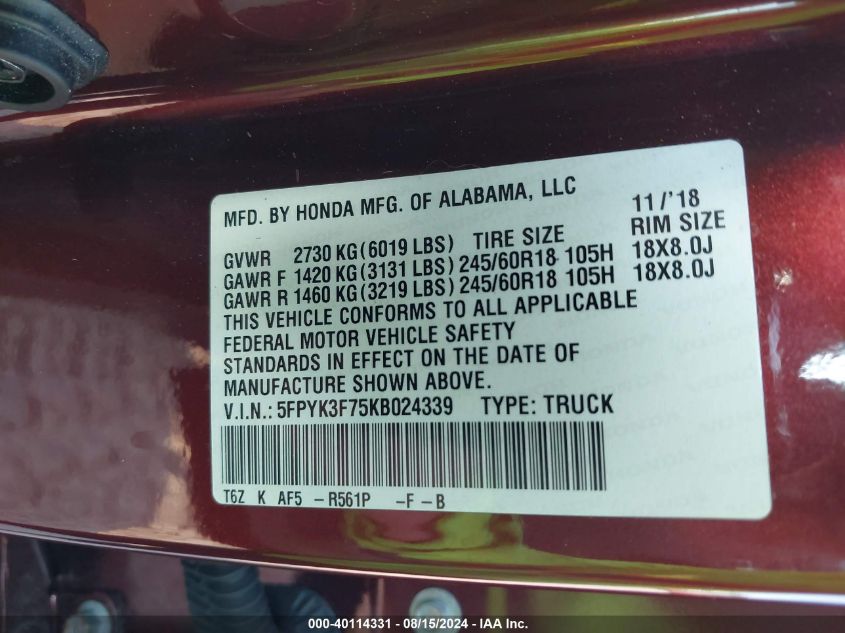 MFD. BY HONDA MFG. OF ALABAMA, LLC 11/'18
GVWR 2730 KG(6019 LBS) TIRE SIZE RIM SIZE
GAWR F 1420 KG(3131 LBS) 245/60R18 105H 18X8.0J
GAWR R 1460 KG(3219 LBS) 245/60R18 105H 18X8.0J
THIS VEHICLE CONFORMS TO ALL APPLICABLE
FEDERAL MOTOR VEHICLE SAFETY
STANDARDS IN EFFECT ON THE DATE OF
MANUFACTURE SHOWN ABOVE.
V.I.N.: 5FPYK3F75KB024339 TYPE: TRUCK
T6Z K AF5 -R561P -F-B
000-40114331 - 08/15/2024 - IAA Inc.